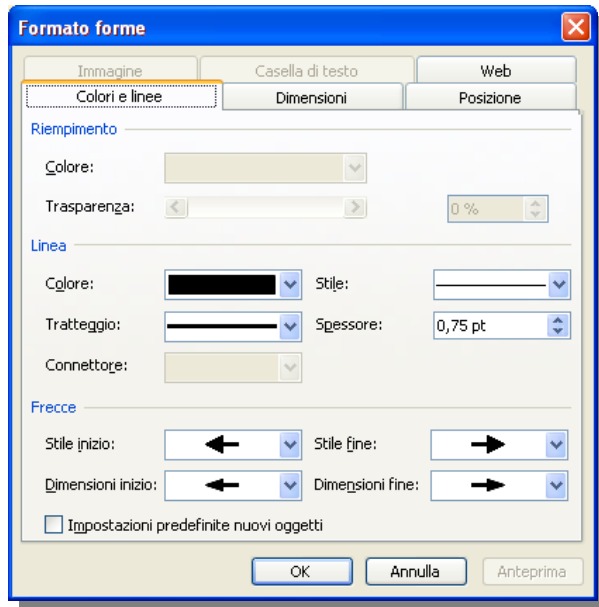 Formato forme
Immagine Casella di testo Web
Colori e linee Dimensioni Posizione
Riempimento
Colore:
Trasparenza: 0 %
Linea
Colore: Stile:
Tratteggio: Spessore: 0,75 pt
Connettore:
Frecce
Stile inizio: Stile fine:
Dimensioni inizio: Dimensioni fine:
Impostazioni predefinite nuovi oggetti
OK Annulla Anteprima